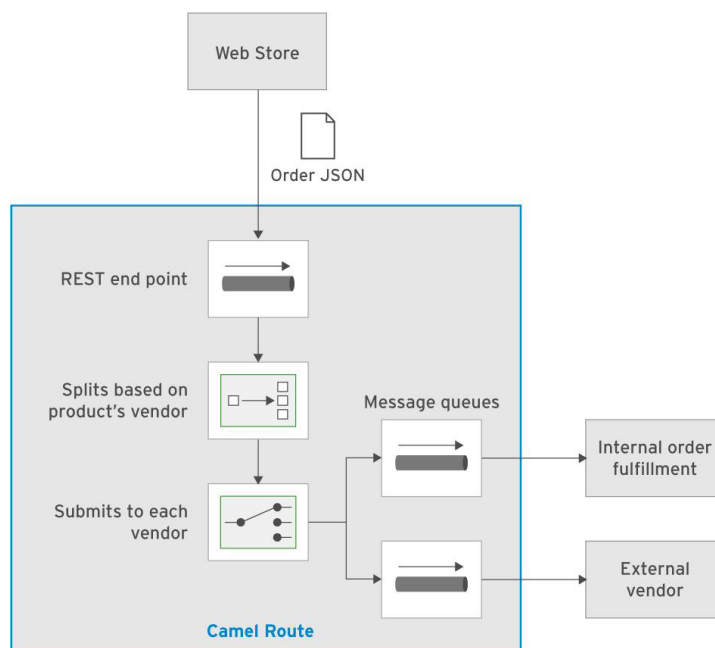 Web Store
Order JSON
REST end point
Splits based on
product's vendor
Message queues
Internal order
fulfillment
Submits to each
vendor
External
vendor
Camel Route